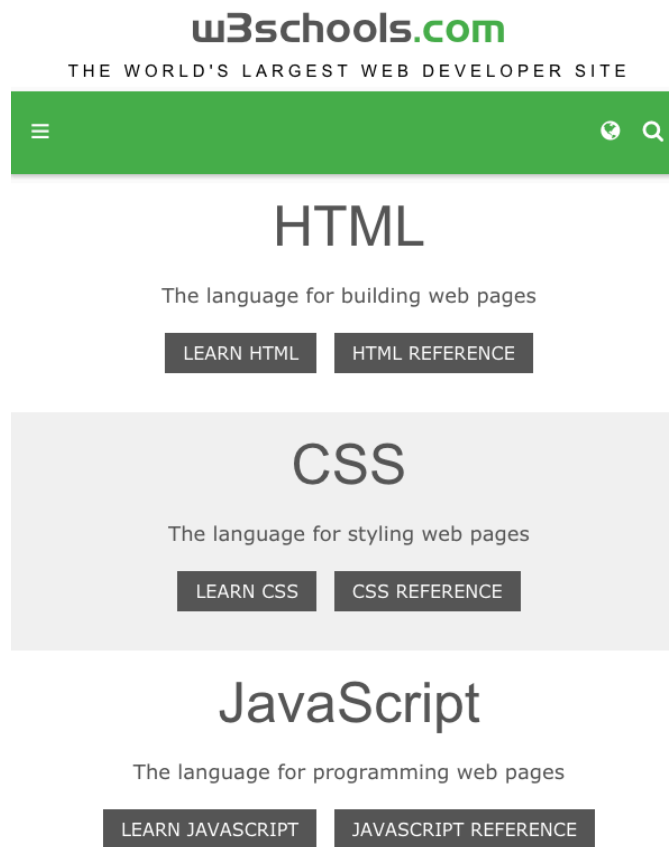 w3schools.com
THE WORLD'S LARGEST WEB DEVELOPER SITE
HTML
The language for building web pages
LEARN HTML HTML REFERENCE
CSS
The language for styling web pages
LEARN CSS CSS REFERENCE
JavaScript
The language for programming web pages
LEARN JAVASCRIPT JAVASCRIPT REFERENCE